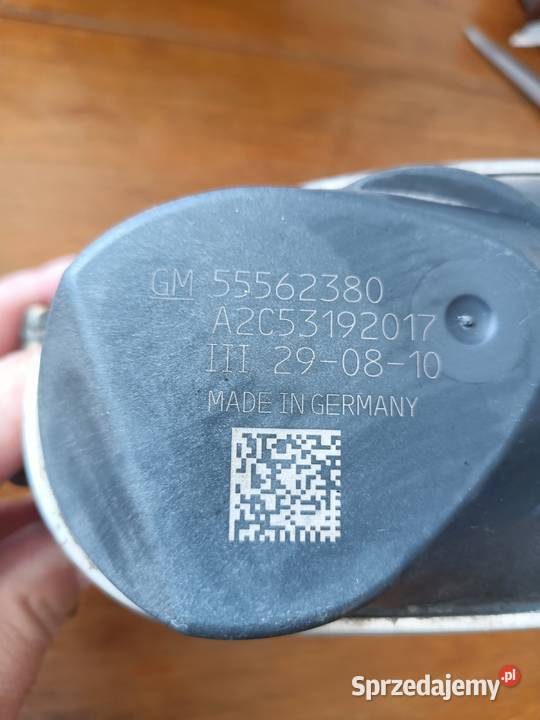 GM 55562380
A2C53192017
III 29-08-10
MADE IN GERMANY
Sprzedajemy.pl